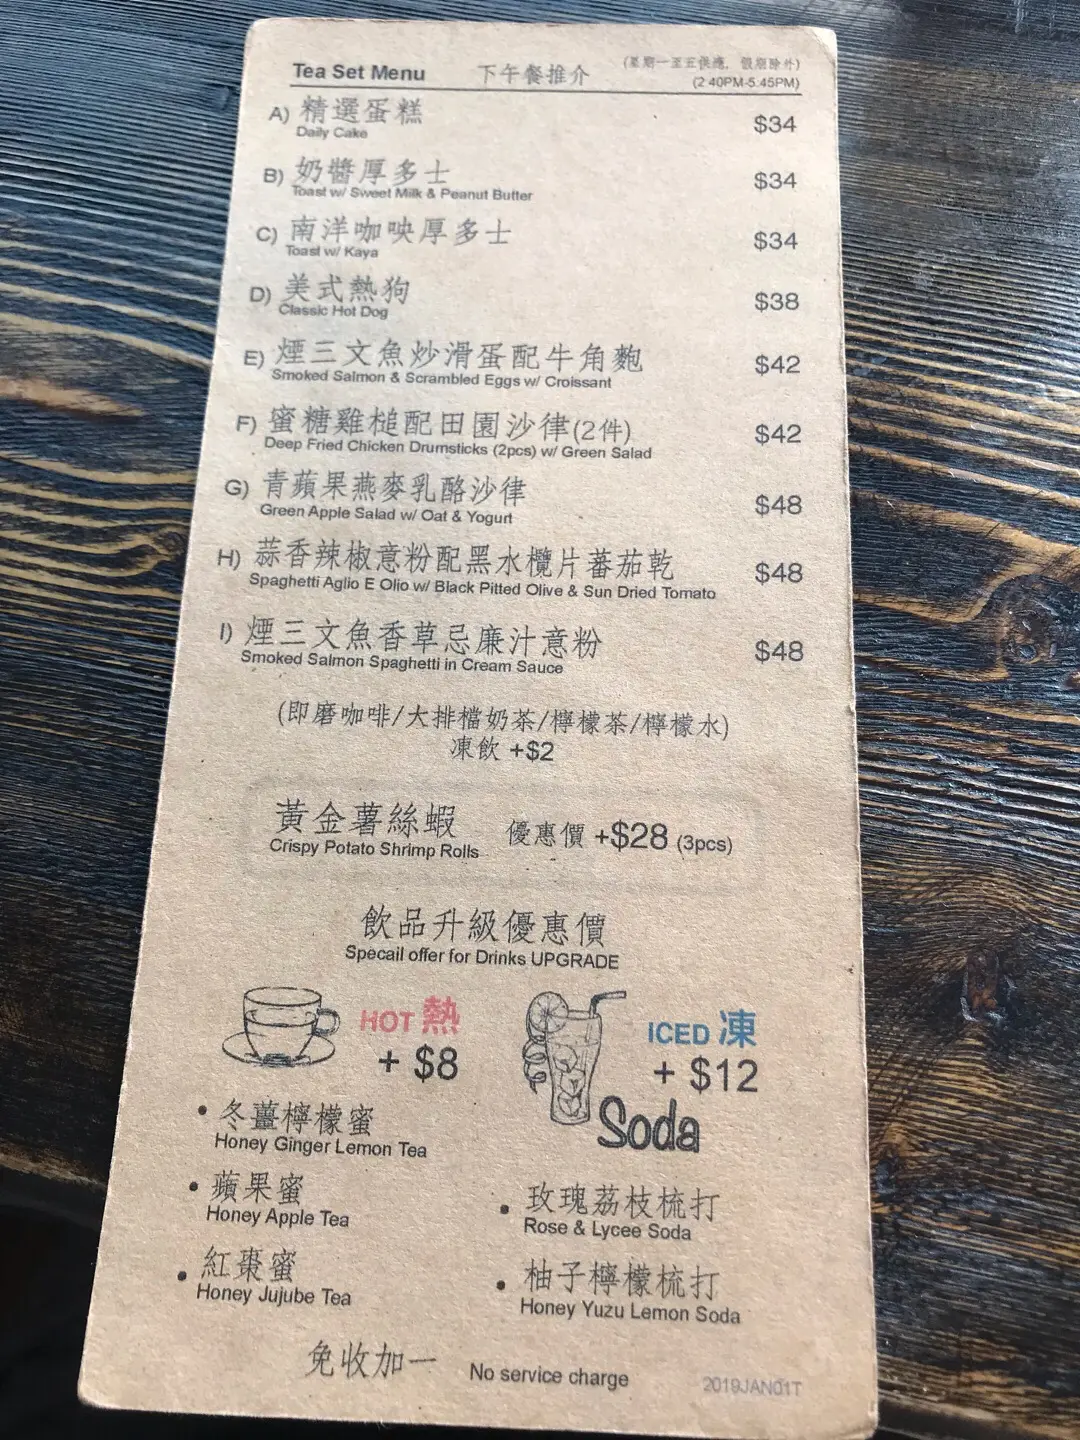 Tea Set Menu 下午餐推介 (星期一至五供應, 假期除外)
(2:40PM-5:45PM)
A) 精選蛋糕 $34
Daily Cake
B) 奶醬厚多士 $34
Toast w/ Sweet Milk & Peanut Butter
C) 南洋咖央厚多士 $34
Toast w/ Kaya
D) 美式熱狗 $38
Classic Hot Dog
E) 煙三文魚炒滑蛋配牛角麭 $42
Smoked Salmon & Scrambled Eggs w/ Croissant
F) 蜜糖雞槌配田園沙律(2件) $42
Deep Fried Chicken Drumsticks (2pcs) w/ Green Salad
G) 青蘋果燕麥乳酪沙律 $48
Green Apple Salad w/ Oat & Yogurt
H) 蒜香辣椒意粉配黑水欖片蕃茄乾 $48
Spaghetti Aglio E Olio w/ Black Pitted Olive & Sun Dried Tomato
I) 煙三文魚香草忌廉汁意粉 $48
Smoked Salmon Spaghetti in Cream Sauce
(即磨咖啡/大排檔奶茶/檸檬茶/檸檬水)
凍飲 +$2
黃金薯絲蝦 優惠價 +$28 (3pcs)
Crispy Potato Shrimp Rolls
飲品升級優惠價
Specail offer for Drinks UPGRADE
HOT 熱
+ $8
ICED 凍
+ $12
Soda
• 冬薑檸檬蜜
Honey Ginger Lemon Tea
• 蘋果蜜
Honey Apple Tea
• 紅棗蜜
Honey Jujube Tea
• 玫瑰荔枝梳打
Rose & Lycee Soda
• 柚子檸檬梳打
Honey Yuzu Lemon Soda
免收加一 No service charge 2019JAN01T